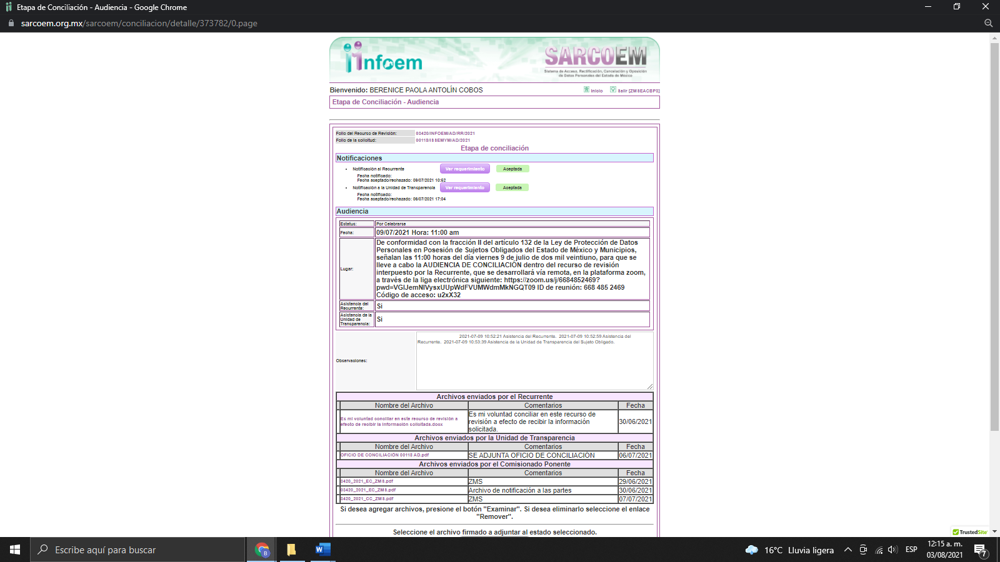 Etapa de Conciliación - Audiencia - Google Chrome
sarcoem.org.mx/sarcoem/conciliacion/detalle/373782/0.page
infoem
SARCOEM
Sistema de Acceso, Rectificación, Cancelación y Oposición
de Datos Personales del Estado de México
Bienvenido: BERENICE PAOLA ANTOLÍN COBOS
Inicio Salir [ZMSEACBPS]
Etapa de Conciliación - Audiencia
Folio del Recurso de Revisión: 03420/INFOEM/AD/RR/2021
Folio de la solicitud: 00118/ISSEMYM/AD/2021
Etapa de conciliación
Notificaciones
Notificación al Recurrente Ver requerimiento Aceptada
Fecha notificado:
Fecha aceptado/rechazado: 09/07/2021 10:52
Notificación a la Unidad de Transparencia Ver requerimiento Aceptada
Fecha notificado:
Fecha aceptado/rechazado: 06/07/2021 17:04
Audiencia
Estatus: Por Celebrarse
Fecha: 09/07/2021 Hora: 11:00 am
Lugar:
De conformidad con la fracción II del artículo 132 de la Ley de Protección de Datos
Personales en Posesión de Sujetos Obligados del Estado de México y Municipios,
señalan las 11:00 horas del día viernes 9 de julio de dos mil veintiuno, para que se
lleve a cabo la AUDIENCIA DE CONCILIACIÓN dentro del recurso de revisión
interpuesto por la Recurrente, que se desarrollará vía remota, en la plataforma zoom,
a través de la liga electrónica siguiente: https://zoom.us/j/6684852469?
pwd=VGlJemNlVysxUUpWdFVUMWdmMkNGQT09 ID de reunión: 668 485 2469
Código de acceso: u2xX32
Asistencia del
Recurrente: Si
Asistencia de la
Unidad de
Transparencia: Si
Observaciones:
2021-07-09 10:52:21 Asistencia del Recurrente. 2021-07-09 10:52:59 Asistencia del
Recurrente. 2021-07-09 10:53:39 Asistencia de la Unidad de Transparencia del Sujeto Obligado.
Archivos enviados por el Recurrente
Nombre del Archivo Comentarios Fecha
Es mi voluntad conciliar en este recurso de revisión a
efecto de recibir la información solicitada.docx
Es mi voluntad conciliar en este recurso de
revisión a efecto de recibir la información
solicitada.
30/06/2021
Archivos enviados por la Unidad de Transparencia
Nombre del Archivo Comentarios Fecha
OFICIO DE CONCILIACIÓN 00118 AD.pdf SE ADJUNTA OFICIO DE CONCILIACIÓN 06/07/2021
Archivos enviados por el Comisionado Ponente
Nombre del Archivo Comentarios Fecha
3420_2021_EC_ZMS.pdf ZMS 29/06/2021
03420_2021_EC_ZMS.pdf Archivo de notificación a las partes 30/06/2021
3420_2021_CC_ZMS.pdf ZMS 07/07/2021
Si desea agregar archivos, presione el botón "Examinar". Si desea eliminarlo seleccione el enlace
"Remover".
Seleccione el archivo firmado a adjuntar al estado seleccionado.
TrustedSite
Escribe aquí para buscar
B
W
16°C Lluvia ligera
ESP
12:15 a. m.
03/08/2021
7